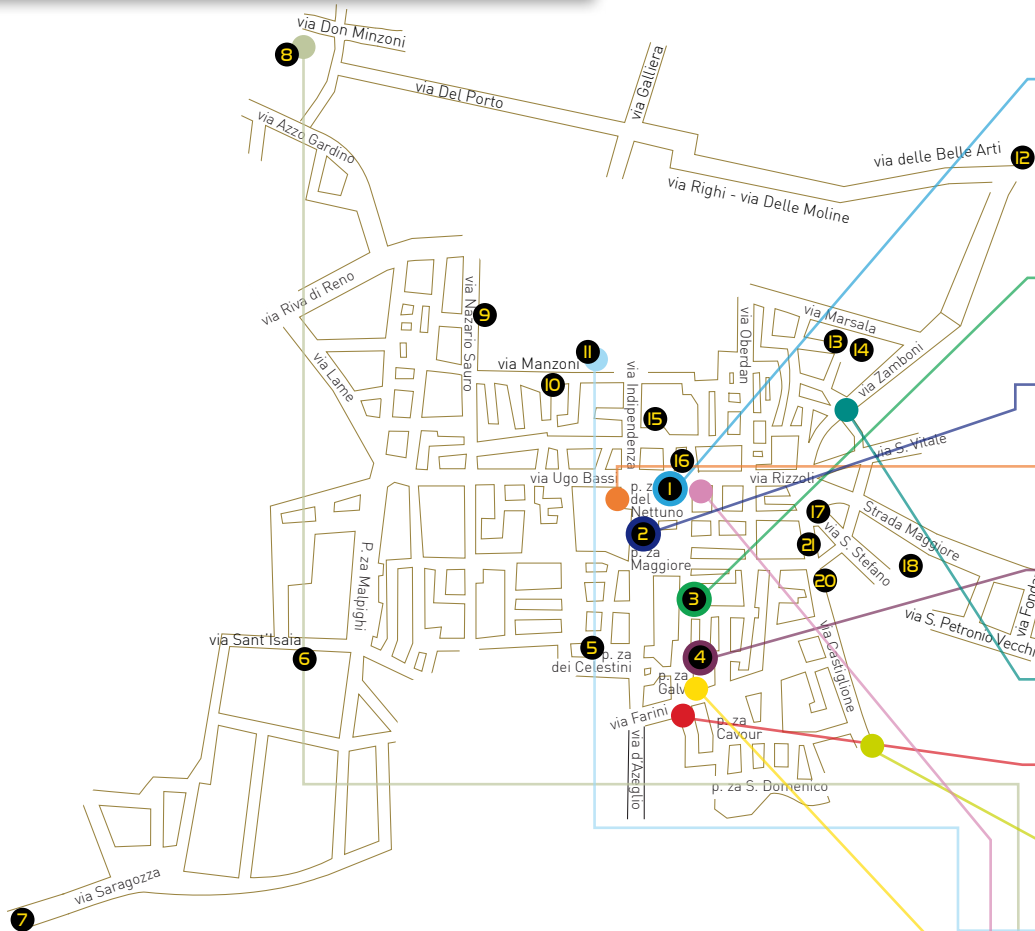 via Don Minzoni
8
via Del Porto
via Galliera
via Azzo Gardino
via delle Belle Arti
12
via Righi - via Delle Moline
via Riva di Reno
via Nazario Sauro
9
via Oberdan
via Marsala
13
14
via Zamboni
via Lame
via Manzoni
11
10
via Indipendenza
15
16
via S. Vitale
via Ugo Bassi
via Rizzoli
1
p. za
del
Nettuno
2
p. za
Maggiore
17
21
via S. Stefano
Strada Maggiore
18
20
P. za Malpighi
3
via Fonda
via S. Petronio Vecchi
via Sant'Isaia
6
5
p. za
dei Celestini
4
p. za
Galv
via Castiglione
via Farini
p. za
Cavour
via d'Azeglio
p. za S. Domenico
via Saragozza
7